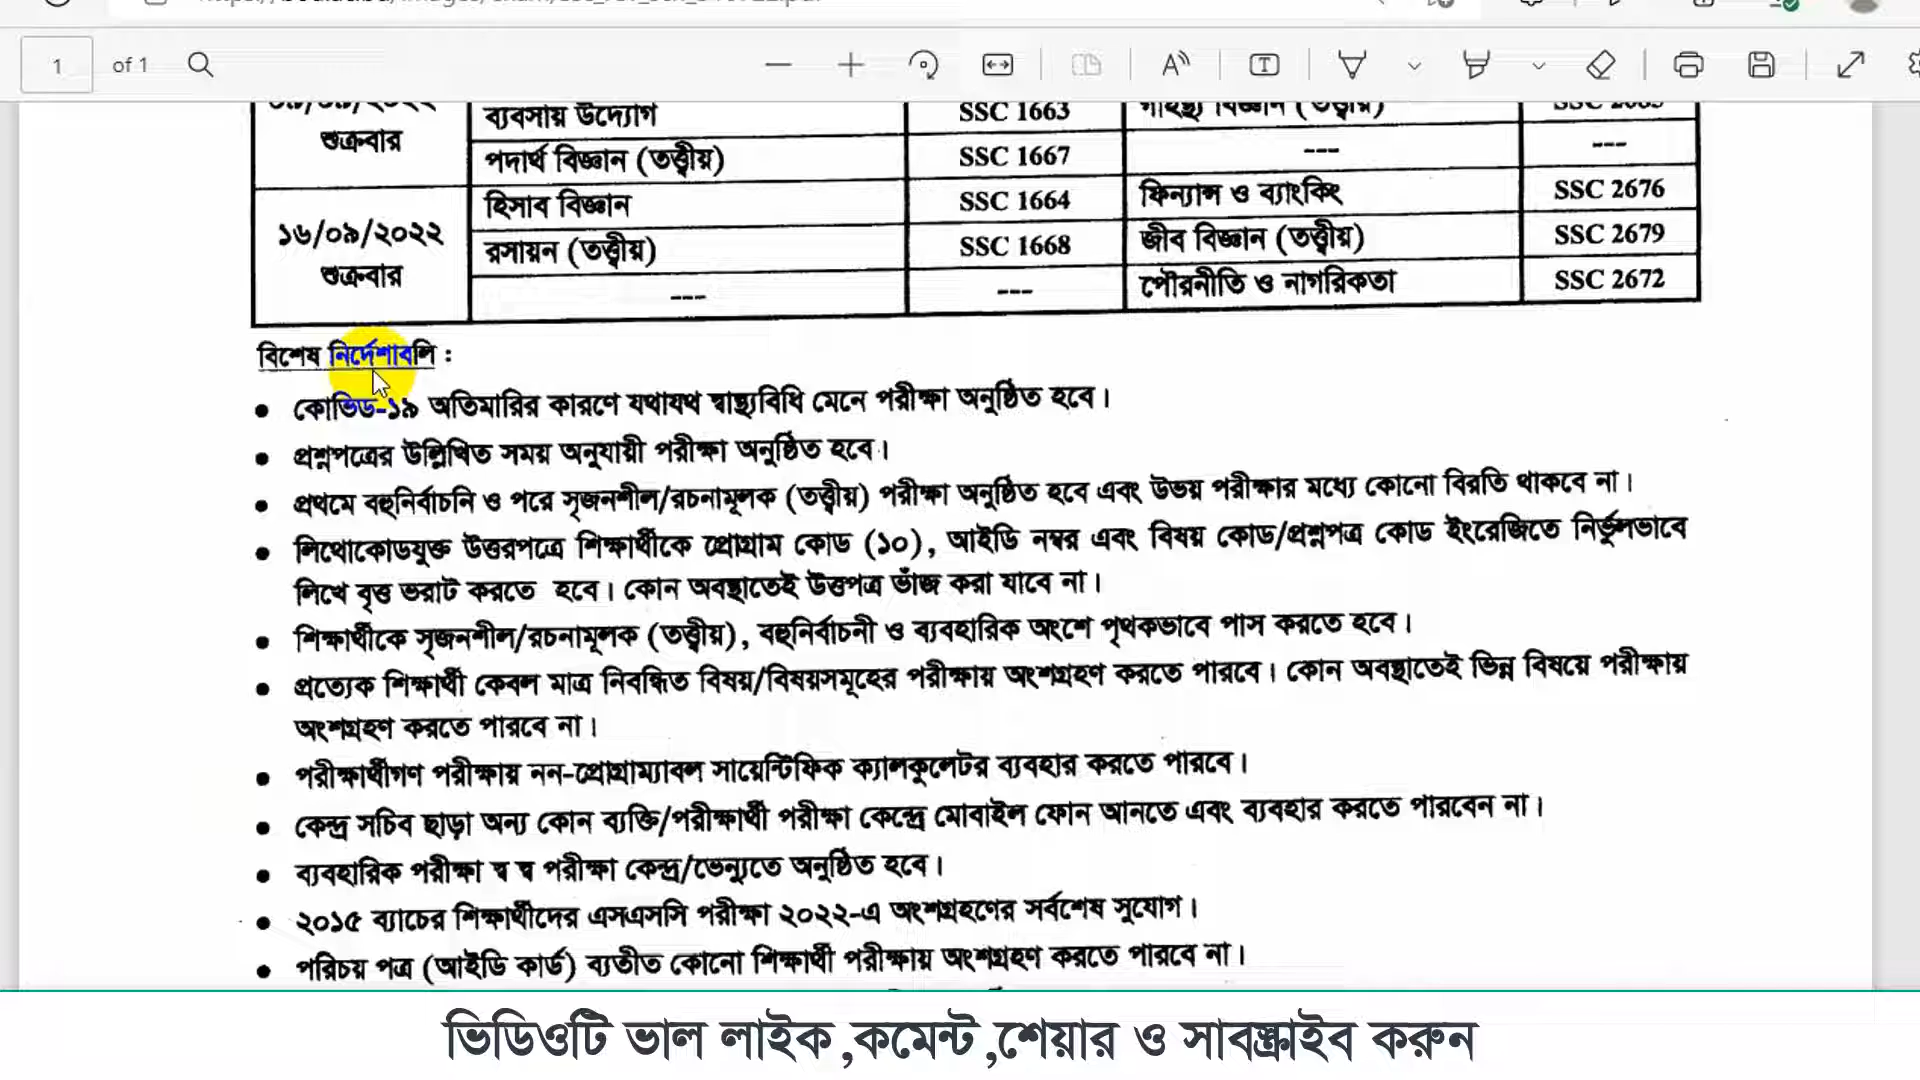 1 of 1
ব্যবসায় উদ্যোগ SSC 1663
শুক্রবার
পদার্থ বিজ্ঞান (তত্ত্বীয়) SSC 1667 --- ---
হিসাব বিজ্ঞান SSC 1664 ফিন্যান্স ও ব্যাংকিং SSC 2676
১৬/০৯/২০২২
রসায়ন (তত্ত্বীয়) SSC 1668 জীব বিজ্ঞান (তত্ত্বীয়) SSC 2679
শুক্রবার
--- --- পৌরনীতি ও নাগরিকতা SSC 2672
বিশেষ নির্দেশাবলি :
• কোভিড-১৯ অতিমারির কারণে যথাযথ স্বাস্থ্যবিধি মেনে পরীক্ষা অনুষ্ঠিত হবে।
• প্রশ্নপত্রের উল্লিখিত সময় অনুযায়ী পরীক্ষা অনুষ্ঠিত হবে।
• প্রথমে বহুনির্বাচনি ও পরে সৃজনশীল/রচনামূলক (তত্ত্বীয়) পরীক্ষা অনুষ্ঠিত হবে এবং উভয় পরীক্ষার মধ্যে কোনো বিরতি থাকবে না।
• লিথোকোডযুক্ত উত্তরপত্রে শিক্ষার্থীকে প্রোগ্রাম কোড (১০), আইডি নম্বর এবং বিষয় কোড/প্রশ্নপত্র কোড ইংরেজিতে নির্ভুলভাবে
লিখে বৃত্ত ভরাট করতে হবে। কোন অবস্থাতেই উত্তপত্র ভাঁজ করা যাবে না।
• শিক্ষার্থীকে সৃজনশীল/রচনামূলক (তত্ত্বীয়), বহুনির্বাচনী ও ব্যবহারিক অংশে পৃথকভাবে পাস করতে হবে।
• প্রত্যেক শিক্ষার্থী কেবল মাত্র নিবন্ধিত বিষয়/বিষয়সমূহের পরীক্ষায় অংশগ্রহণ করতে পারবে। কোন অবস্থাতেই ভিন্ন বিষয়ে পরীক্ষায়
অংশগ্রহণ করতে পারবে না।
• পরীক্ষার্থীগণ পরীক্ষায় নন-প্রোগ্রাম্যাবল সায়েন্টিফিক ক্যালকুলেটর ব্যবহার করতে পারবে।
• কেন্দ্র সচিব ছাড়া অন্য কোন ব্যক্তি/পরীক্ষার্থী পরীক্ষা কেন্দ্রে মোবাইল ফোন আনতে এবং ব্যবহার করতে পারবেন না।
• ব্যবহারিক পরীক্ষা স্ব স্ব পরীক্ষা কেন্দ্র/ভেন্যুতে অনুষ্ঠিত হবে।
• ২০১৫ ব্যাচের শিক্ষার্থীদের এসএসসি পরীক্ষা ২০২২-এ অংশগ্রহণের সর্বশেষ সুযোগ।
• পরিচয় পত্র (আইডি কার্ড) ব্যতীত কোনো শিক্ষার্থী পরীক্ষায় অংশগ্রহণ করতে পারবে না।
ভিডিওটি ভাল লাইক ,কমেন্ট ,শেয়ার ও সাবস্ক্রাইব করুন